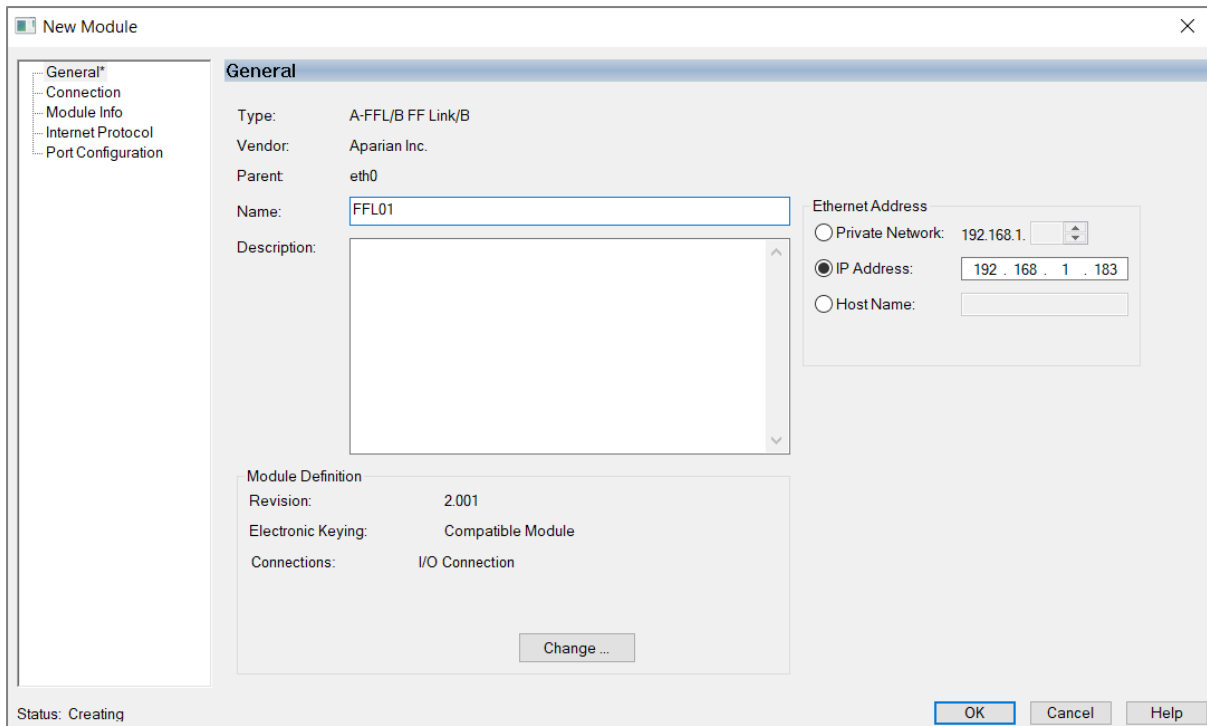 New Module
General*
Connection
Module Info
Internet Protocol
Port Configuration
General
Type: A-FFL/B FF Link/B
Vendor: Aparian Inc.
Parent: eth0
Name: FFL01
Description:
Ethernet Address
Private Network: 192.168.1.
IP Address: 192 . 168 . 1 . 183
Host Name:
Module Definition
Revision: 2.001
Electronic Keying: Compatible Module
Connections: I/O Connection
Change ...
Status: Creating
OK Cancel Help